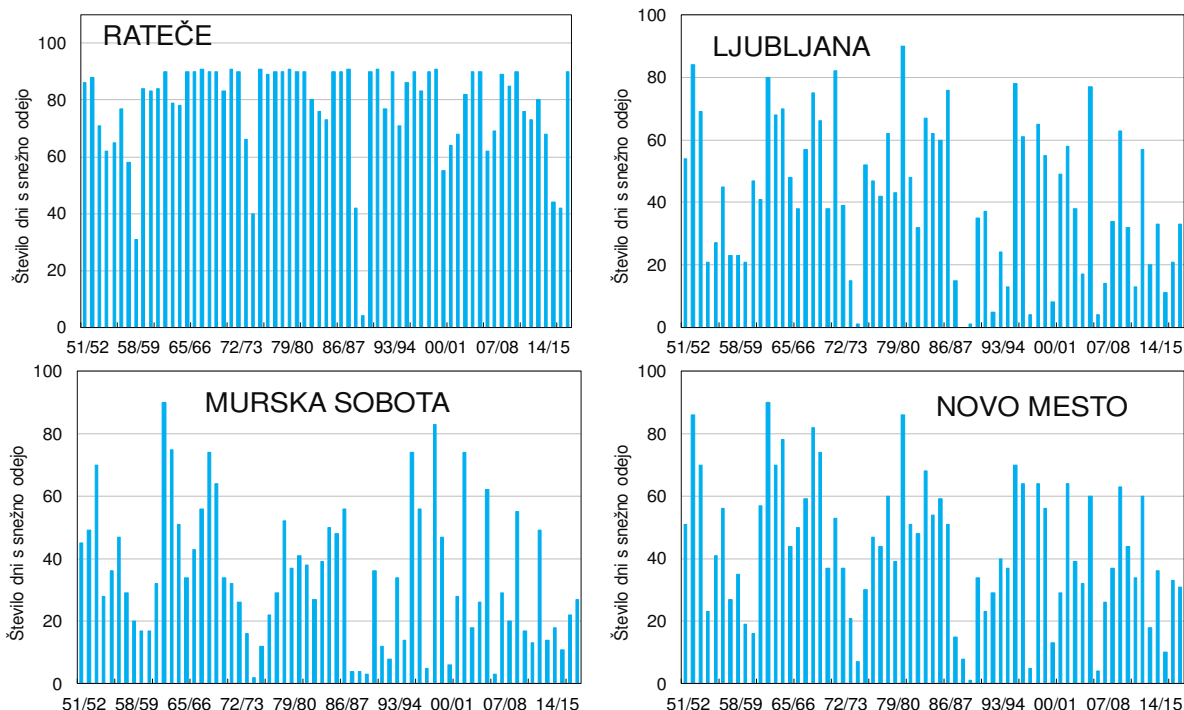 RATEČE
Število dni s snežno odejo
100
80
60
40
20
0
51/52 58/59 65/66 72/73 79/80 86/87 93/94 00/01 07/08 14/15
LJUBLJANA
Število dni s snežno odejo
100
80
60
40
20
0
51/52 58/59 65/66 72/73 79/80 86/87 93/94 00/01 07/08 14/15
MURSKA SOBOTA
Število dni s snežno odejo
100
80
60
40
20
0
51/52 58/59 65/66 72/73 79/80 86/87 93/94 00/01 07/08 14/15
NOVO MESTO
Število dni s snežno odejo
100
80
60
40
20
0
51/52 58/59 65/66 72/73 79/80 86/87 93/94 00/01 07/08 14/15